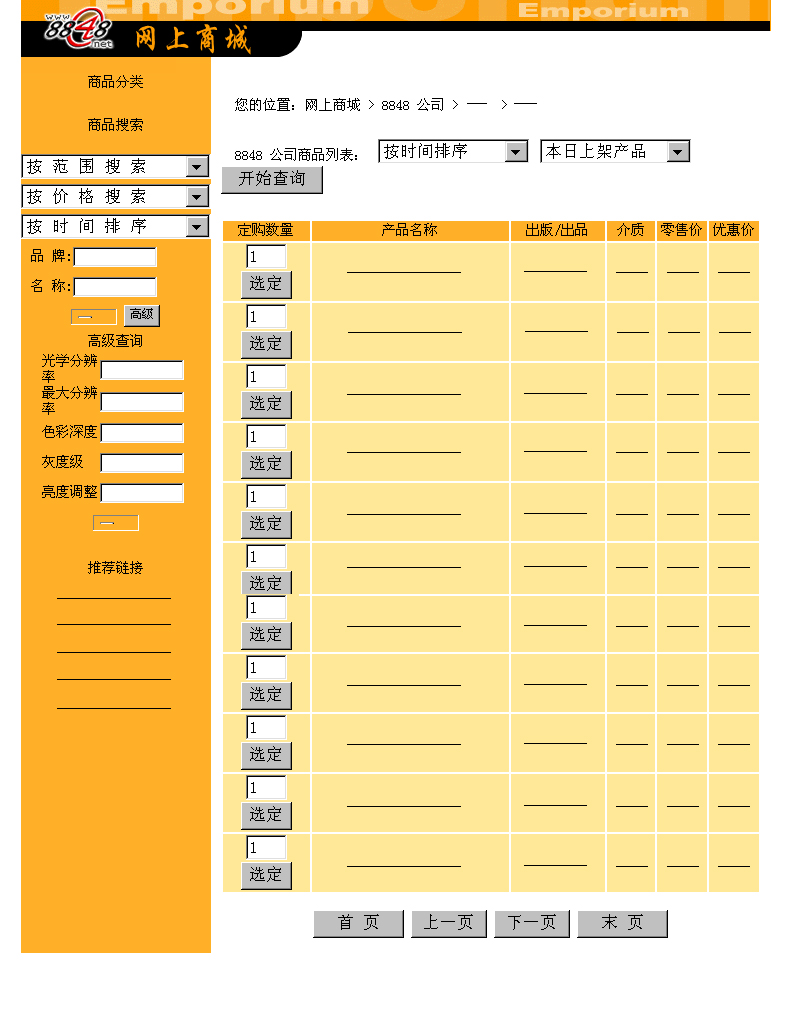 Emporium
Emporium
www.8848.net 网上商城
商品分类
商品搜索
按 范 围 搜 索
按 价 格 搜 索
按 时 间 排 序
品 牌:
名 称:
高级
高级查询
光学分辨
率
最大分辨
率
色彩深度
灰度级
亮度调整
推荐链接
您的位置: 网上商城 > 8848 公司 > — > —
8848 公司商品列表: 按时间排序 本日上架产品
开始查询
定购数量 产品名称 出版/出品 介质 零售价 优惠价
1
选定
1
选定
1
选定
1
选定
1
选定
1
选定
1
选定
1
选定
1
选定
1
选定
1
选定
首 页 上一页 下一页 末 页